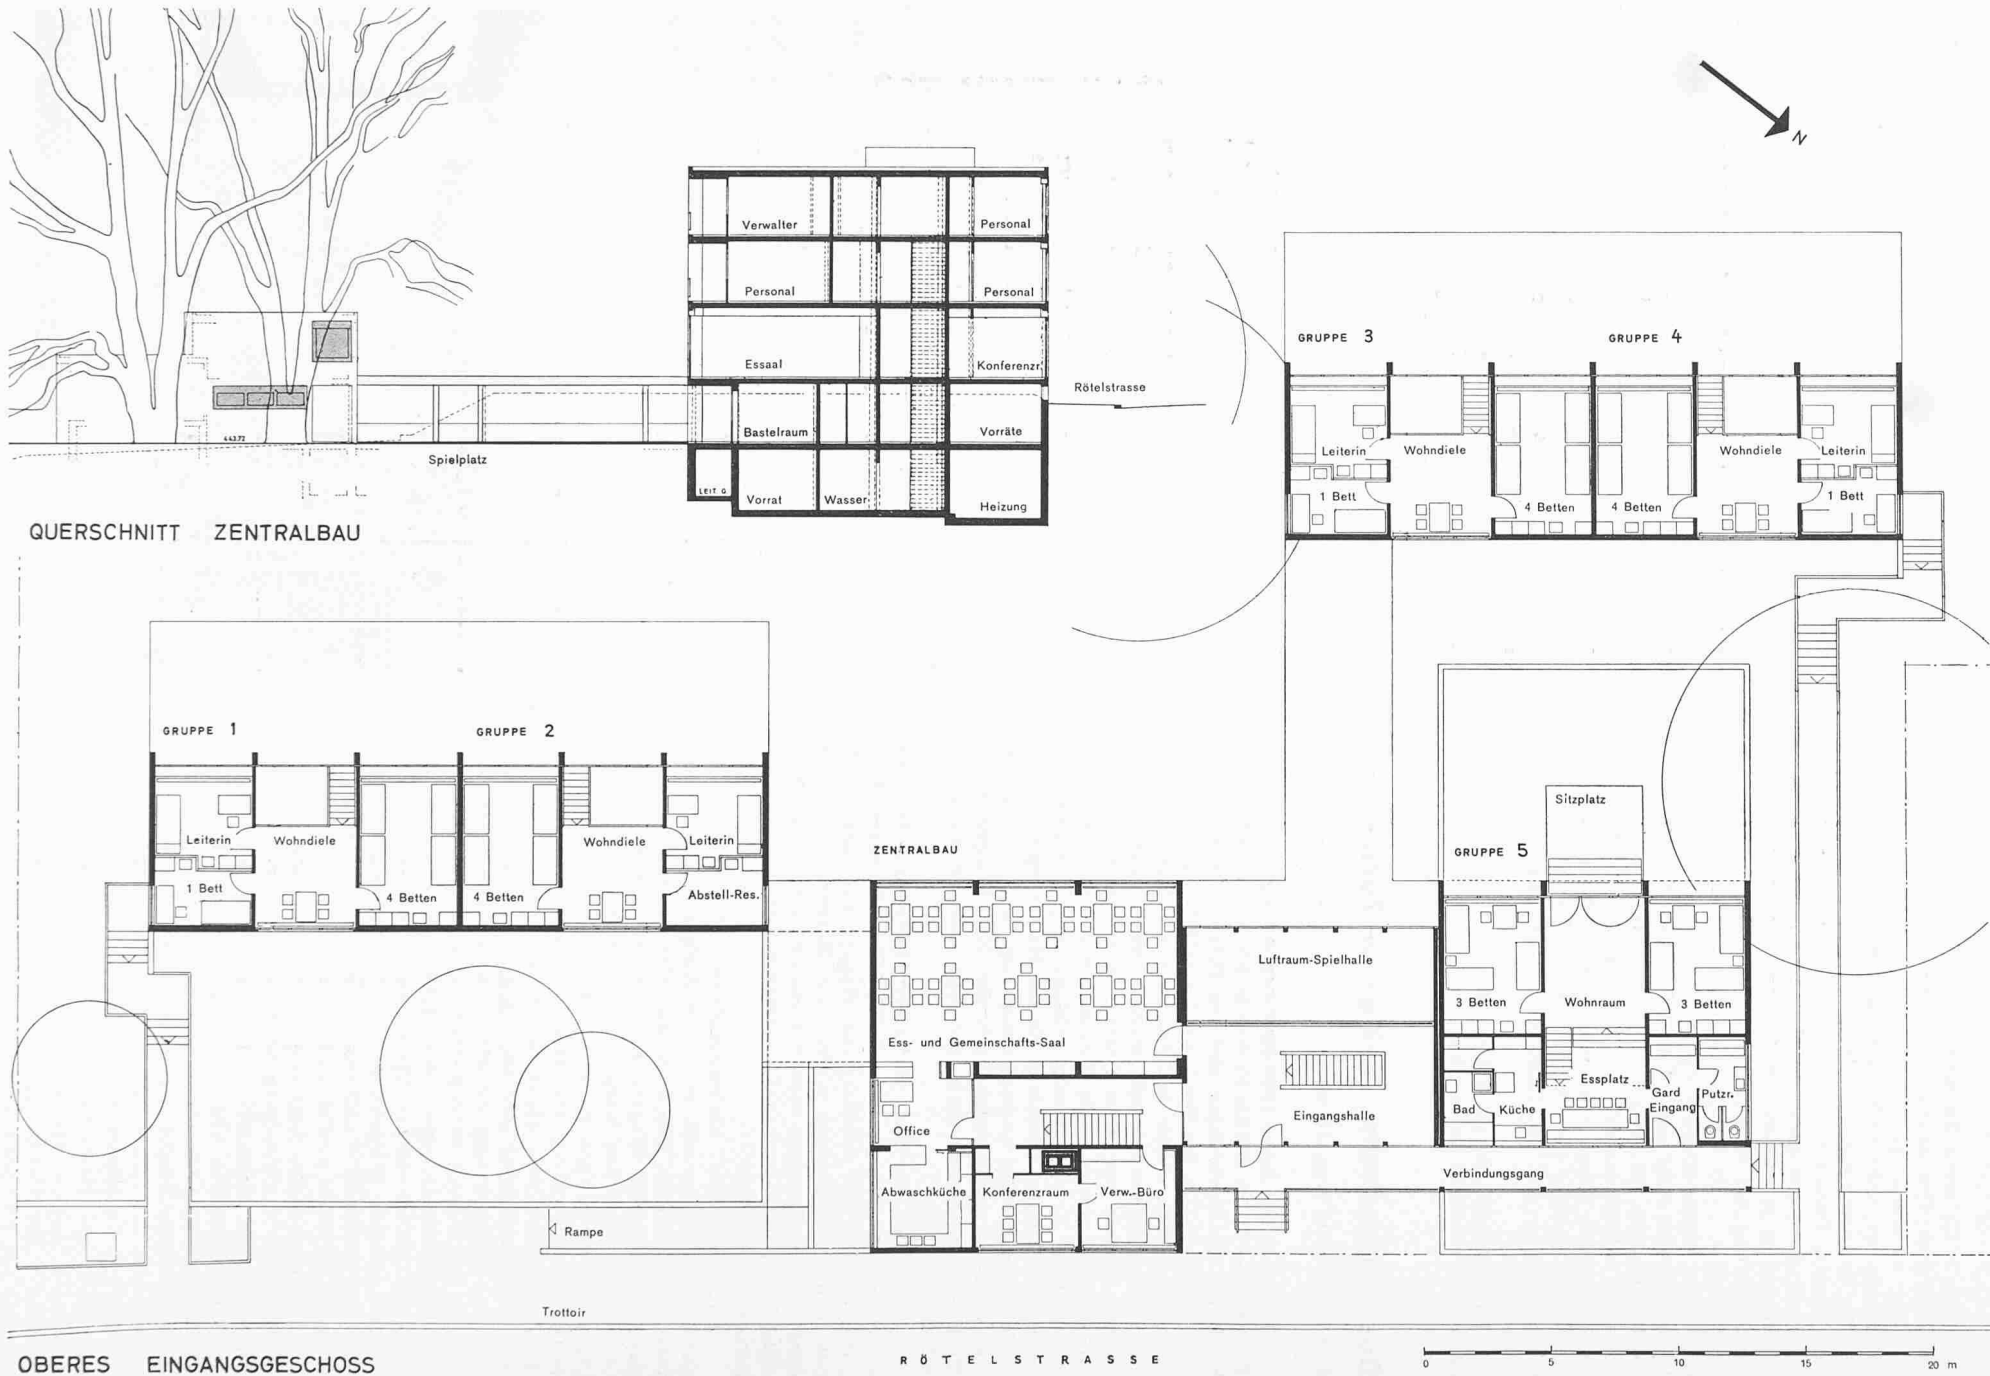 N
Verwalter
Personal
Personal
Personal
Essaal
Konferenzr.
Rötelstrasse
443.72
Bastelraum
Vorräte
Spielplatz
LEIT. G
Vorrat
Wasser
Heizung
QUERSCHNITT ZENTRALBAU
GRUPPE 3
GRUPPE 4
Leiterin
Wohndiele
Wohndiele
Leiterin
1 Bett
4 Betten
4 Betten
1 Bett
GRUPPE 1
GRUPPE 2
Leiterin
Wohndiele
Wohndiele
Leiterin
1 Bett
4 Betten
4 Betten
Abstell-Res.
ZENTRALBAU
Sitzplatz
GRUPPE 5
Luftraum-Spielhalle
3 Betten
Wohnraum
3 Betten
Ess- und Gemeinschafts-Saal
Essplatz
Bad
Küche
Gard
Eingang
Putzr.
Office
Eingangshalle
Verbindungsgang
Abwaschküche
Konferenzraum
Verw.-Büro
Rampe
Trottoir
OBERES EINGANGSGESCHOSS
RÖTELSTRASSE
0 5 10 15 20 m